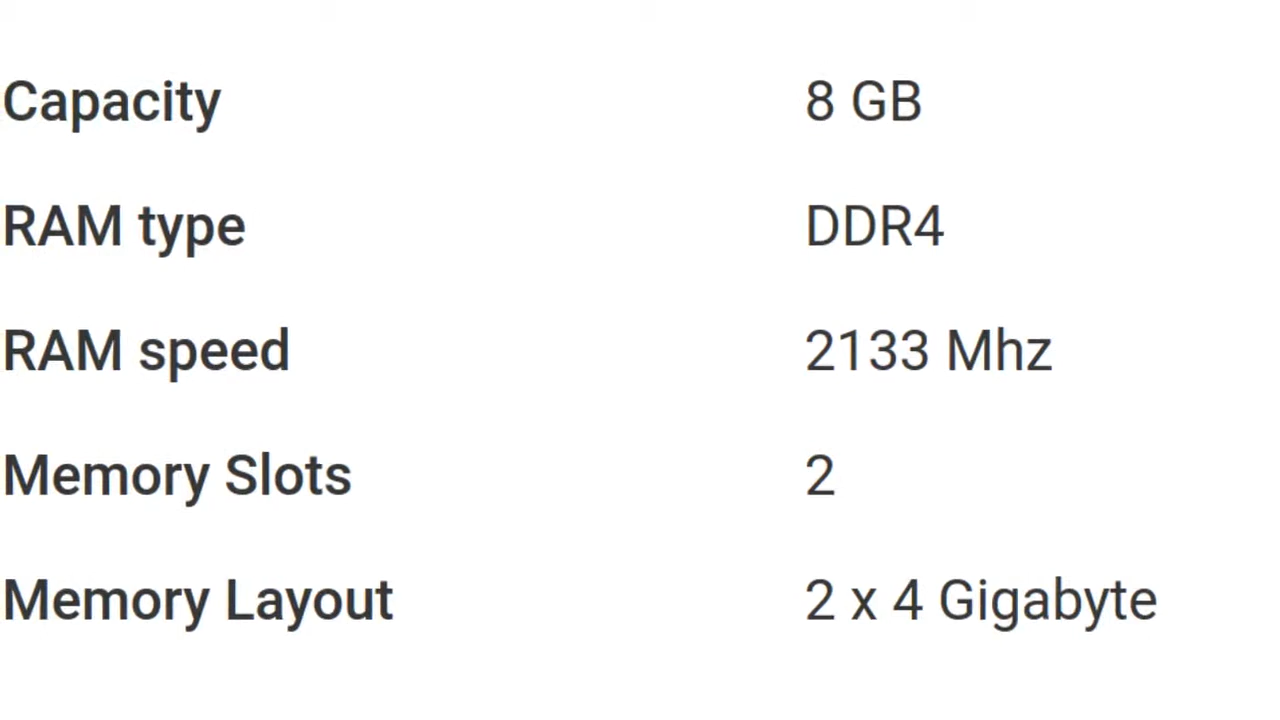 Capacity 8 GB
RAM type DDR4
RAM speed 2133 Mhz
Memory Slots 2
Memory Layout 2 x 4 Gigabyte